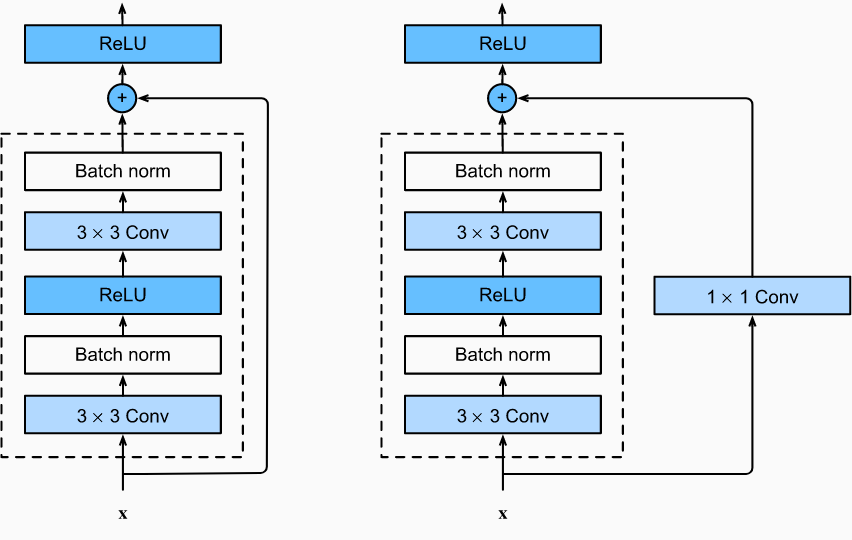 ReLU
+
Batch norm
3 × 3 Conv
ReLU
Batch norm
3 × 3 Conv
x
ReLU
+
Batch norm
3 × 3 Conv
ReLU
Batch norm
3 × 3 Conv
1 × 1 Conv
x